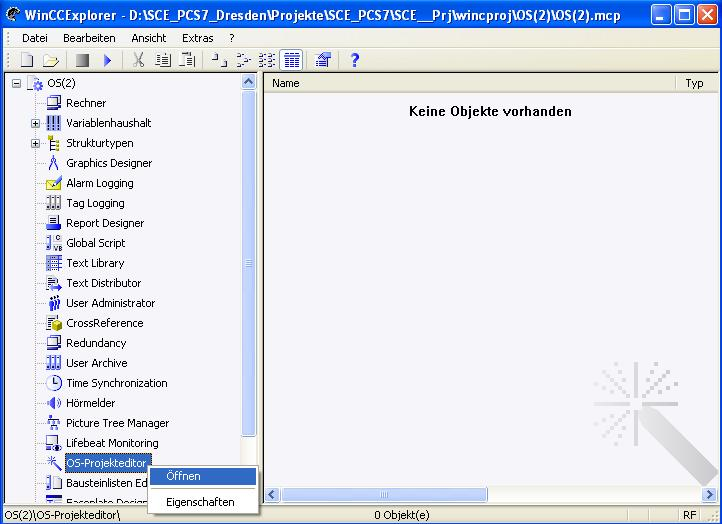 WinCCExplorer - D:\SCE_PCS7_Dresden\Projekte\SCE_PCS7\SCE__Prj\wincproj\OS(2)\OS(2).mcp
Datei Bearbeiten Ansicht Extras ?
OS(2)
Rechner
Variablenhaushalt
Strukturtypen
Graphics Designer
Alarm Logging
Tag Logging
Report Designer
Global Script
Text Library
Text Distributor
User Administrator
CrossReference
Redundancy
User Archive
Time Synchronization
Hörmelder
Picture Tree Manager
Lifebeat Monitoring
OS-Projekteditor
Bausteinlisten Ed
Faceplate Design
Öffnen
Eigenschaften
Name Typ
Keine Objekte vorhanden
OS(2)\OS-Projekteditor\ 0 Objekt(e) RF